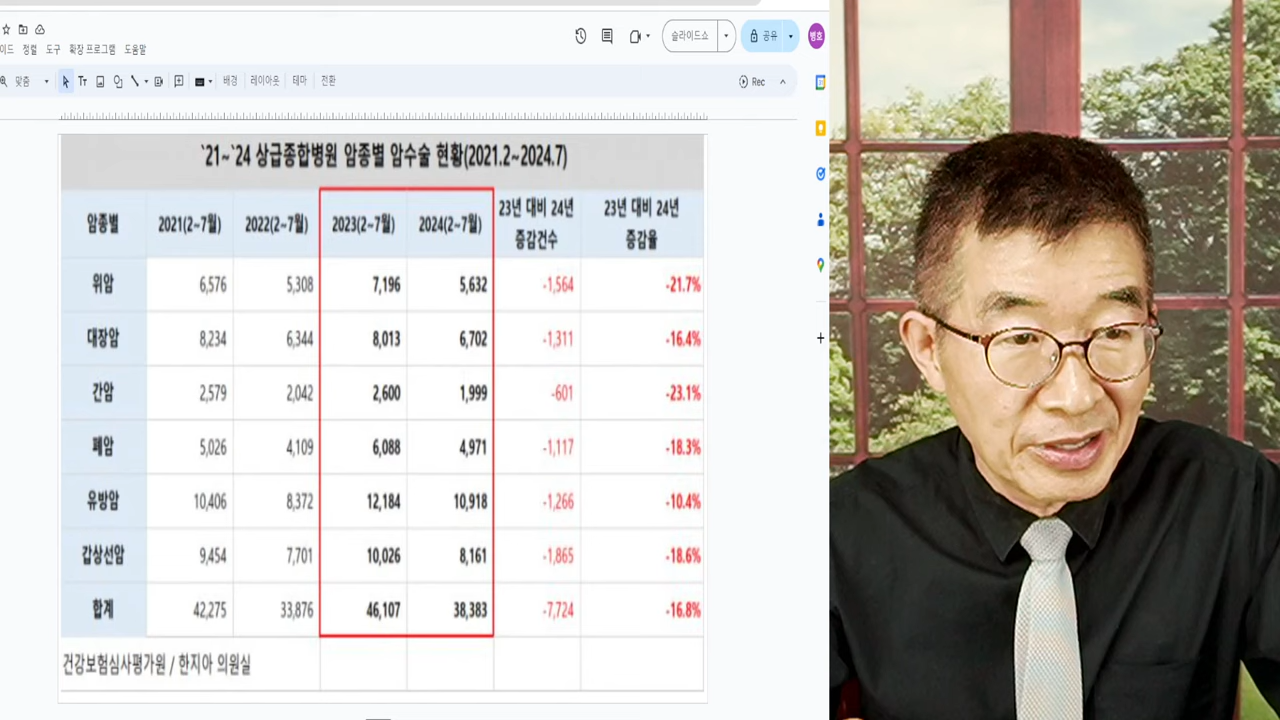 이드 정렬 도구 확장 프로그램 도움말
슬라이드쇼
공유
병호
맞춤
배경 레이아웃 테마 전환
Rec
`21~`24 상급종합병원 암종별 암수술 현황(2021.2~2024.7)
암종별 2021(2~7월) 2022(2~7월) 2023(2~7월) 2024(2~7월) 23년 대비 24년 증감건수 23년 대비 24년 증감율
위암 6,576 5,308 7,196 5,632 -1,564 -21.7%
대장암 8,234 6,344 8,013 6,702 -1,311 -16.4%
간암 2,579 2,042 2,600 1,999 -601 -23.1%
폐암 5,026 4,109 6,088 4,971 -1,117 -18.3%
유방암 10,406 8,372 12,184 10,918 -1,266 -10.4%
갑상선암 9,454 7,701 10,026 8,161 -1,865 -18.6%
합계 42,275 33,876 46,107 38,383 -7,724 -16.8%
건강보험심사평가원 / 한지아 의원실